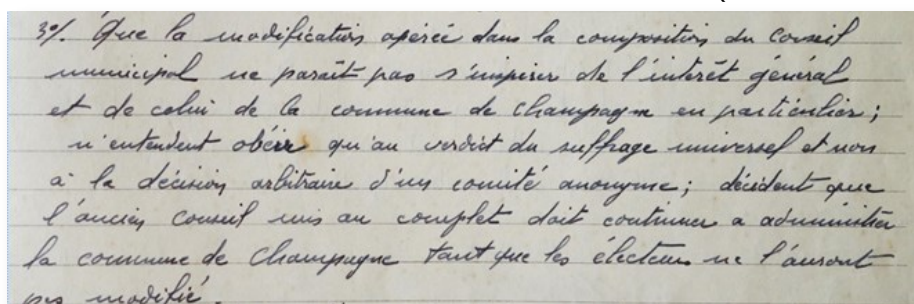 3°/. Que la modification opérée dans la composition du Conseil
municipal ne paraît pas s'inspirer de l'intérêt général
et de celui de la commune de Champagne en particulier ;
n'entendent obéir qu'au verdict du suffrage universel et non
à la décision arbitraire d'un comité anonyme ; décident que
l'ancien Conseil mis au complet doit continuer a administrer
la commune de Champagne tant que les électeurs ne l'auront
pas modifié.